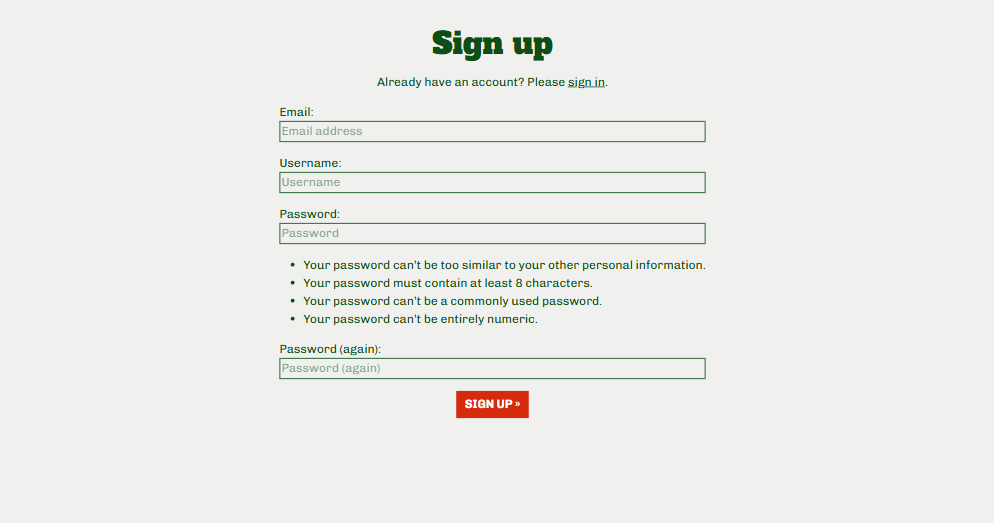 Sign up
Already have an account? Please sign in.
Email:
Email address
Username:
Username
Password:
Password
• Your password can’t be too similar to your other personal information.
• Your password must contain at least 8 characters.
• Your password can’t be a commonly used password.
• Your password can’t be entirely numeric.
Password (again):
Password (again)
SIGN UP »